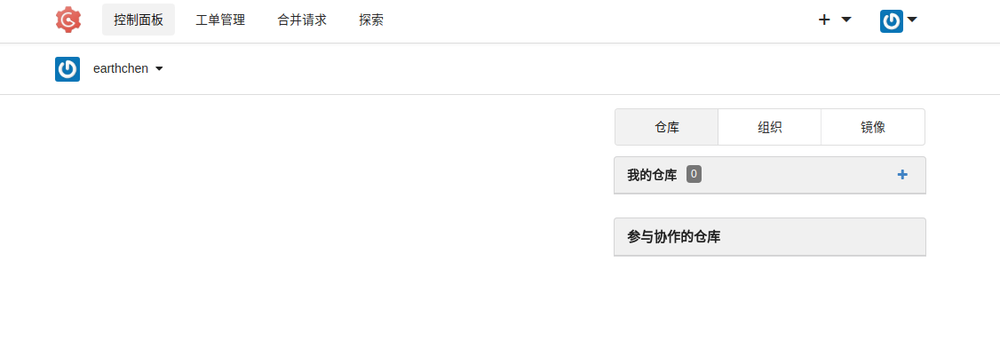 控制面板 工单管理 合并请求 探索
earthchen
仓库 组织 镜像
我的仓库 0
参与协作的仓库